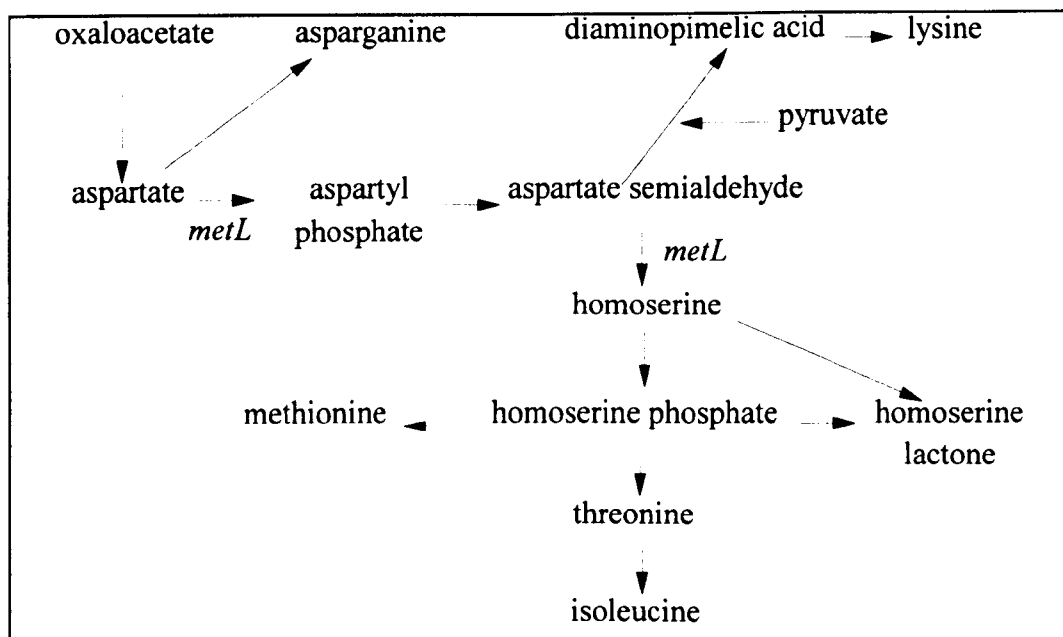 oxaloacetate
asparganine
diaminopimelic acid
lysine
pyruvate
aspartate
metL
aspartyl
phosphate
aspartate semialdehyde
metL
homoserine
methionine
homoserine phosphate
homoserine
lactone
threonine
isoleucine